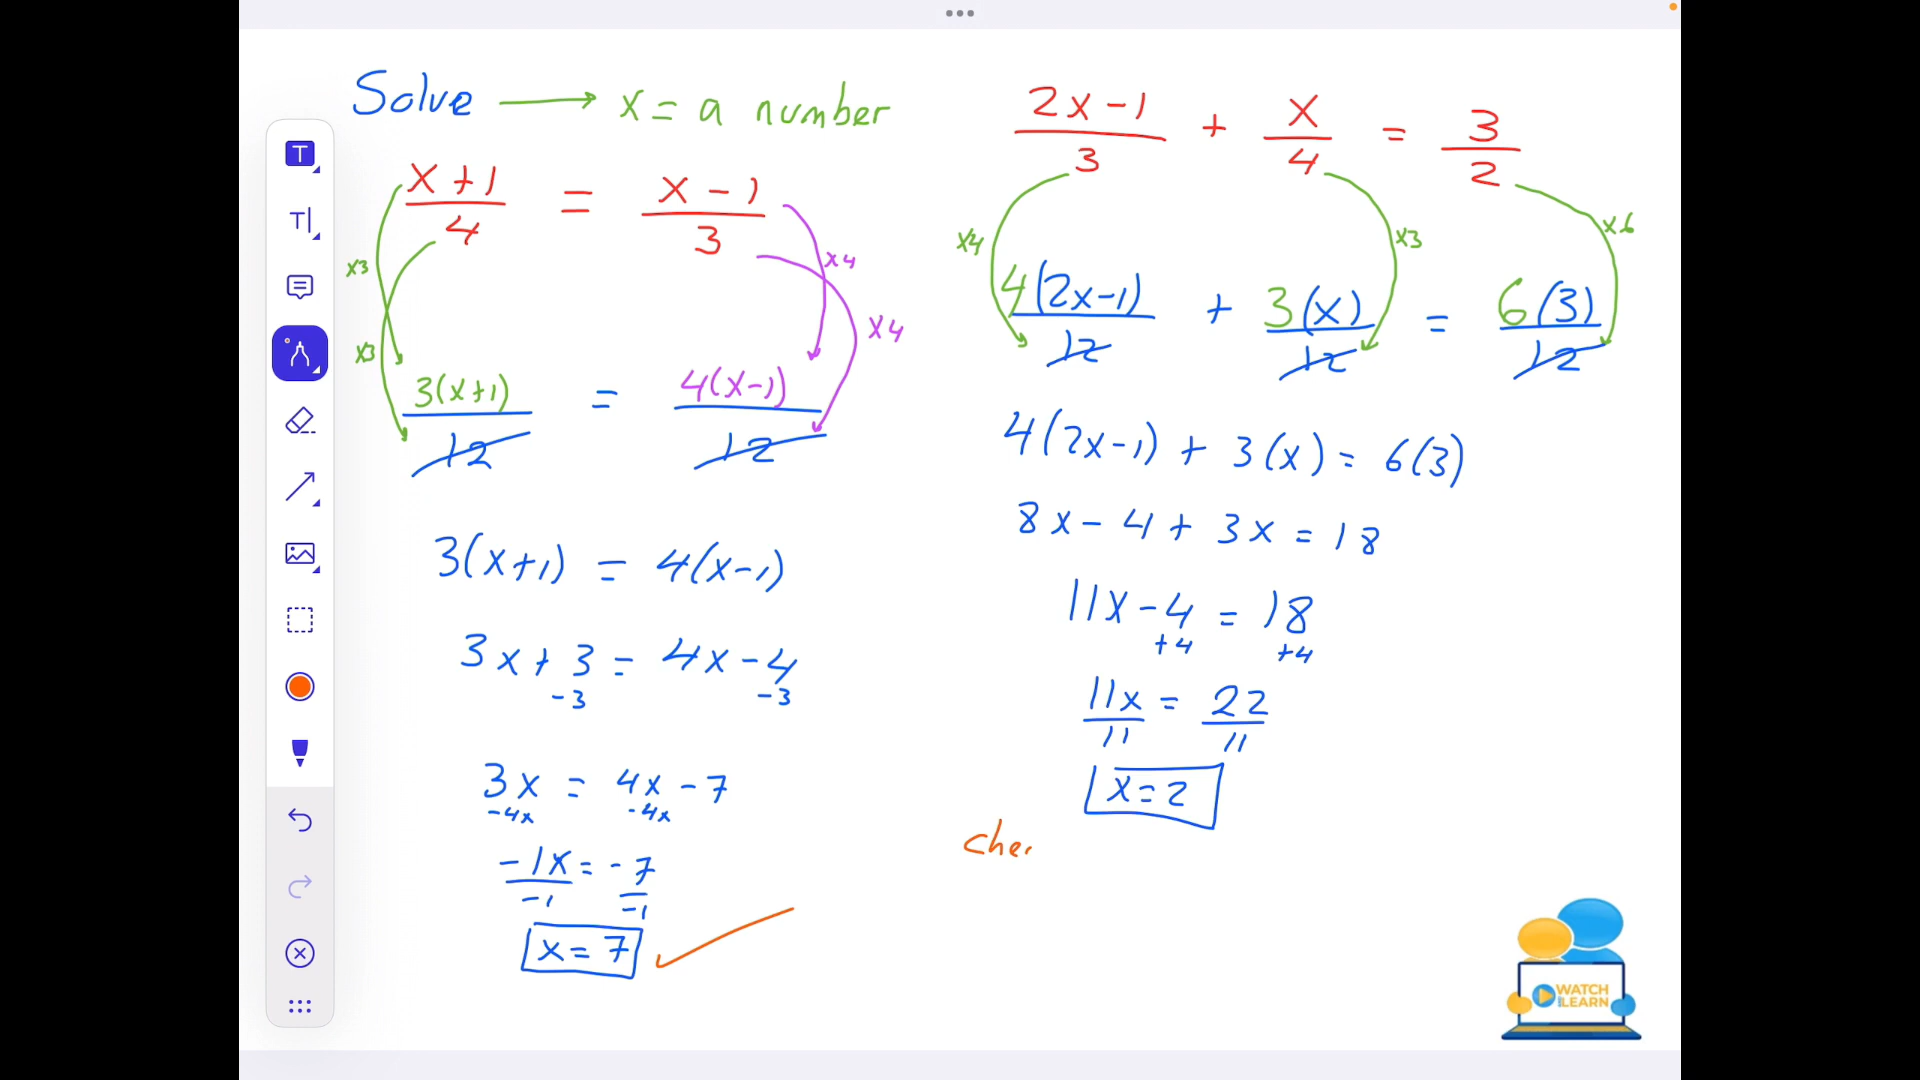 Solve → x = a number
x + 1 / 4 = x - 1 / 3
x3 x4
x3 x4
3(x+1) / 12 = 4(x-1) / 12
3(x+1) = 4(x-1)
3x + 3 = 4x - 4
-3 -3
3x = 4x - 7
-4x -4x
-1x = -7
-1 -1
x = 7
2x - 1 / 3 + x / 4 = 3 / 2
x4 x3 x6
4(2x-1) / 12 + 3(x) / 12 = 6(3) / 12
4(2x-1) + 3(x) = 6(3)
8x - 4 + 3x = 18
11x - 4 = 18
+4 +4
11x = 22
11 11
x = 2
che
WATCH
LEARN
T
T